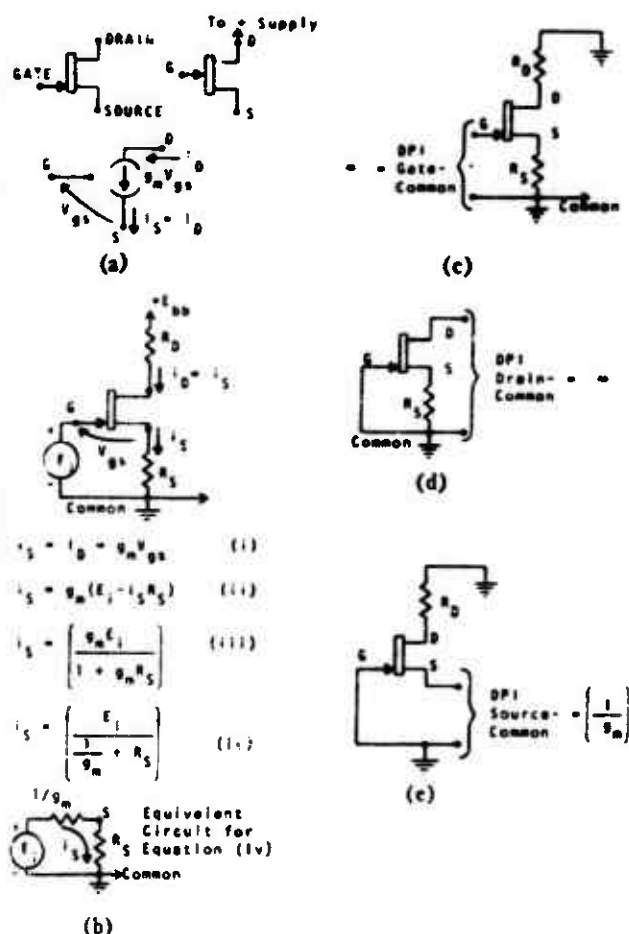 To + Supply
DRAIN
GATE
SOURCE
G
D
S
G
D
i_D
g_m V_gs
V_gs
S
i_S = i_D
(a)
+E_bb
R_D
i_D = i_S
G
i_S
V_gs
+
E_i
-
R_S
Common
i_S = i_D = g_m V_gs (i)
i_S = g_m (E_i - i_S R_S) (ii)
i_S = [ g_m E_i / 1 + g_m R_S ] (iii)
i_S = [ E_i / 1/g_m + R_S ] (iv)
1/g_m
S
+
E_i
-
i_S
R_S
Equivalent
Circuit for
Equation (iv)
Common
(b)
R_D
D
G
S
R_S
DPI
Gate-
Common
= ∞
Common
(c)
D
G
S
R_S
Common
DPI
Drain-
Common
= ∞
(d)
R_D
D
G
S
DPI
Source-
Common
= [ 1 / g_m ]
(e)